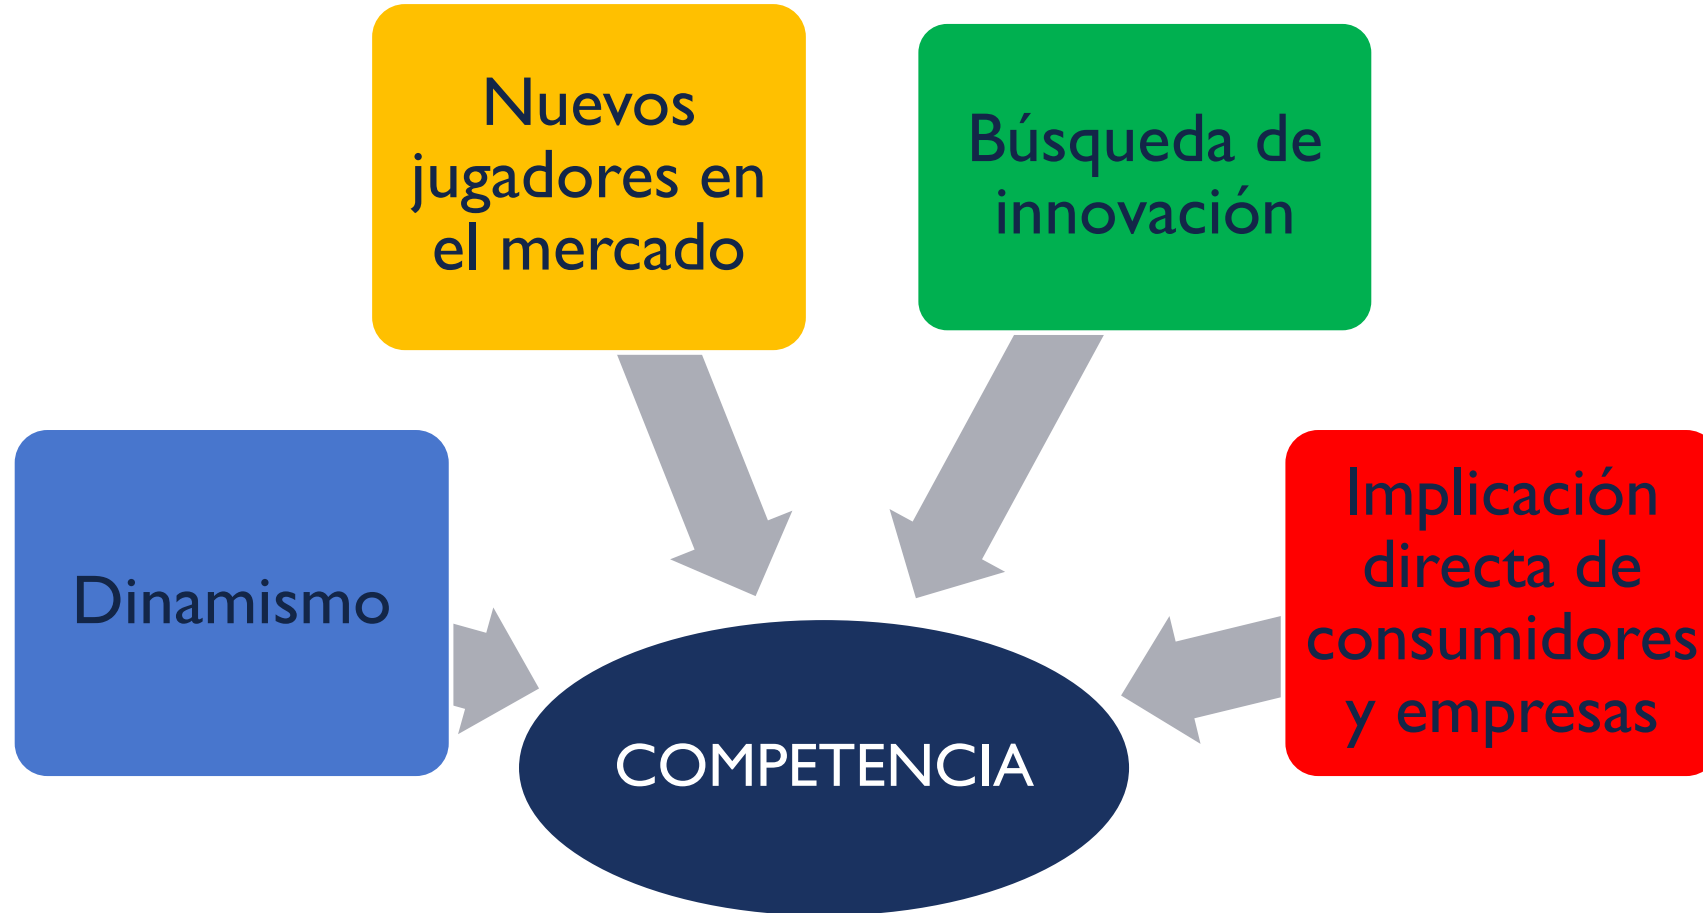 Nuevos
jugadores en
el mercado
Búsqueda de
innovación
Dinamismo
Implicación
directa de
consumidores
y empresas
COMPETENCIA